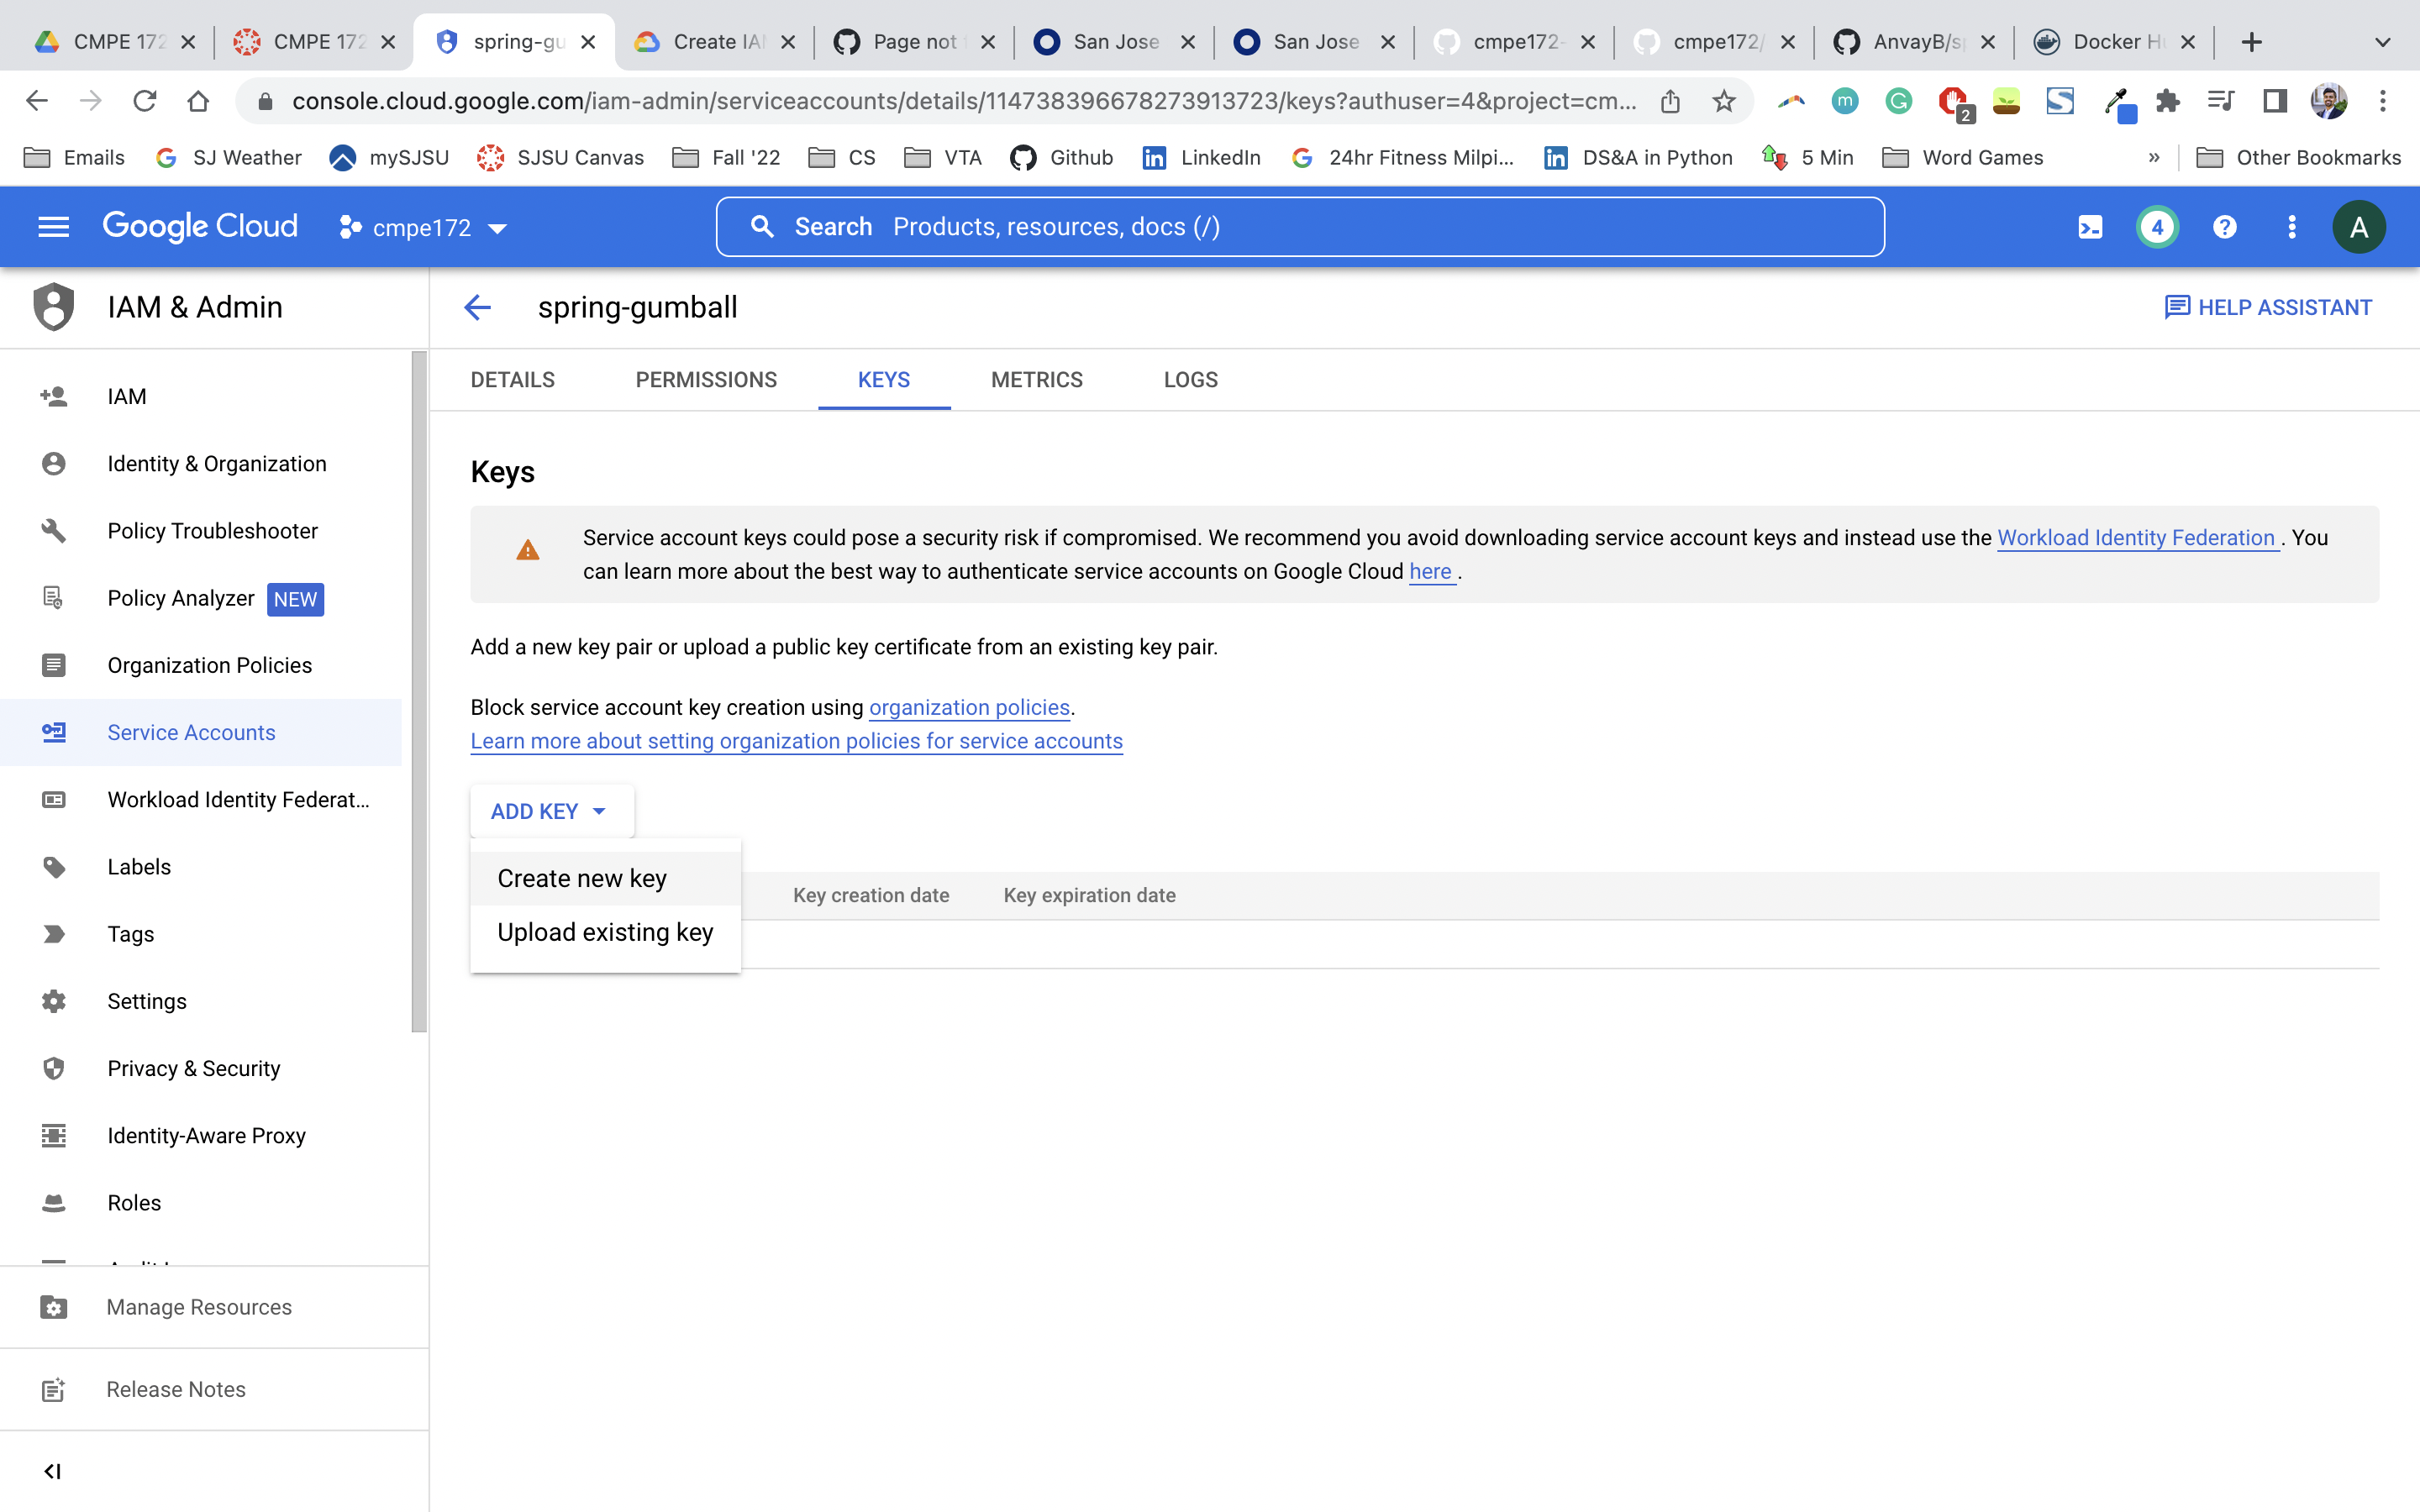 CMPE 172
CMPE 172
spring-gu
Create IA
Page not
San Jose
San Jose
cmpe172-
cmpe172/
AnvayB/s
Docker H
console.cloud.google.com/iam-admin/serviceaccounts/details/114738396678273913723/keys?authuser=4&project=cm...
m
G
2
S
Emails
SJ Weather
mySJSU
SJSU Canvas
Fall '22
CS
VTA
Github
LinkedIn
24hr Fitness Milpi...
DS&A in Python
5 Min
Word Games
»
Other Bookmarks
Google Cloud
cmpe172
Search Products, resources, docs (/)
4
?
A
IAM & Admin
spring-gumball
HELP ASSISTANT
IAM
Identity & Organization
Policy Troubleshooter
Policy Analyzer NEW
Organization Policies
Service Accounts
Workload Identity Federat...
Labels
Tags
Settings
Privacy & Security
Identity-Aware Proxy
Roles
Manage Resources
Release Notes
DETAILS
PERMISSIONS
KEYS
METRICS
LOGS
Keys
Service account keys could pose a security risk if compromised. We recommend you avoid downloading service account keys and instead use the Workload Identity Federation . You
can learn more about the best way to authenticate service accounts on Google Cloud here .
Add a new key pair or upload a public key certificate from an existing key pair.
Block service account key creation using organization policies.
Learn more about setting organization policies for service accounts
ADD KEY
Create new key
Upload existing key
Key creation date
Key expiration date